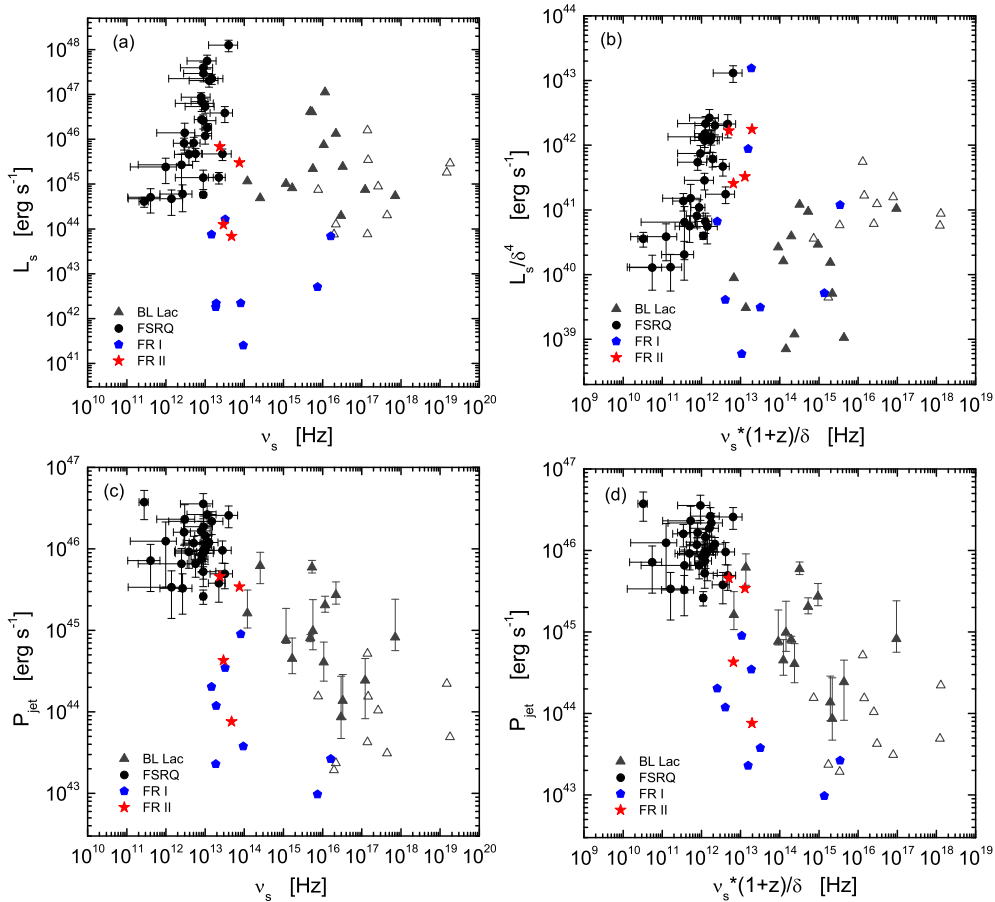 (a)
10^48
10^47
10^46
10^45
10^44
10^43
10^42
10^41
L_s [erg s^-1]
BL Lac
FSRQ
FR I
FR II
10^10 10^11 10^12 10^13 10^14 10^15 10^16 10^17 10^18 10^19 10^20
ν_s [Hz]
(b)
10^44
10^43
10^42
10^41
10^40
10^39
L_s/δ^4 [erg s^-1]
BL Lac
FSRQ
FR I
FR II
10^9 10^10 10^11 10^12 10^13 10^14 10^15 10^16 10^17 10^18 10^19
ν_s*(1+z)/δ [Hz]
(c)
10^47
10^46
10^45
10^44
10^43
P_jet [erg s^-1]
BL Lac
FSRQ
FR I
FR II
10^10 10^11 10^12 10^13 10^14 10^15 10^16 10^17 10^18 10^19 10^20
ν_s [Hz]
(d)
10^47
10^46
10^45
10^44
10^43
P_jet [erg s^-1]
BL Lac
FSRQ
FR I
FR II
10^9 10^10 10^11 10^12 10^13 10^14 10^15 10^16 10^17 10^18 10^19
ν_s*(1+z)/δ [Hz]